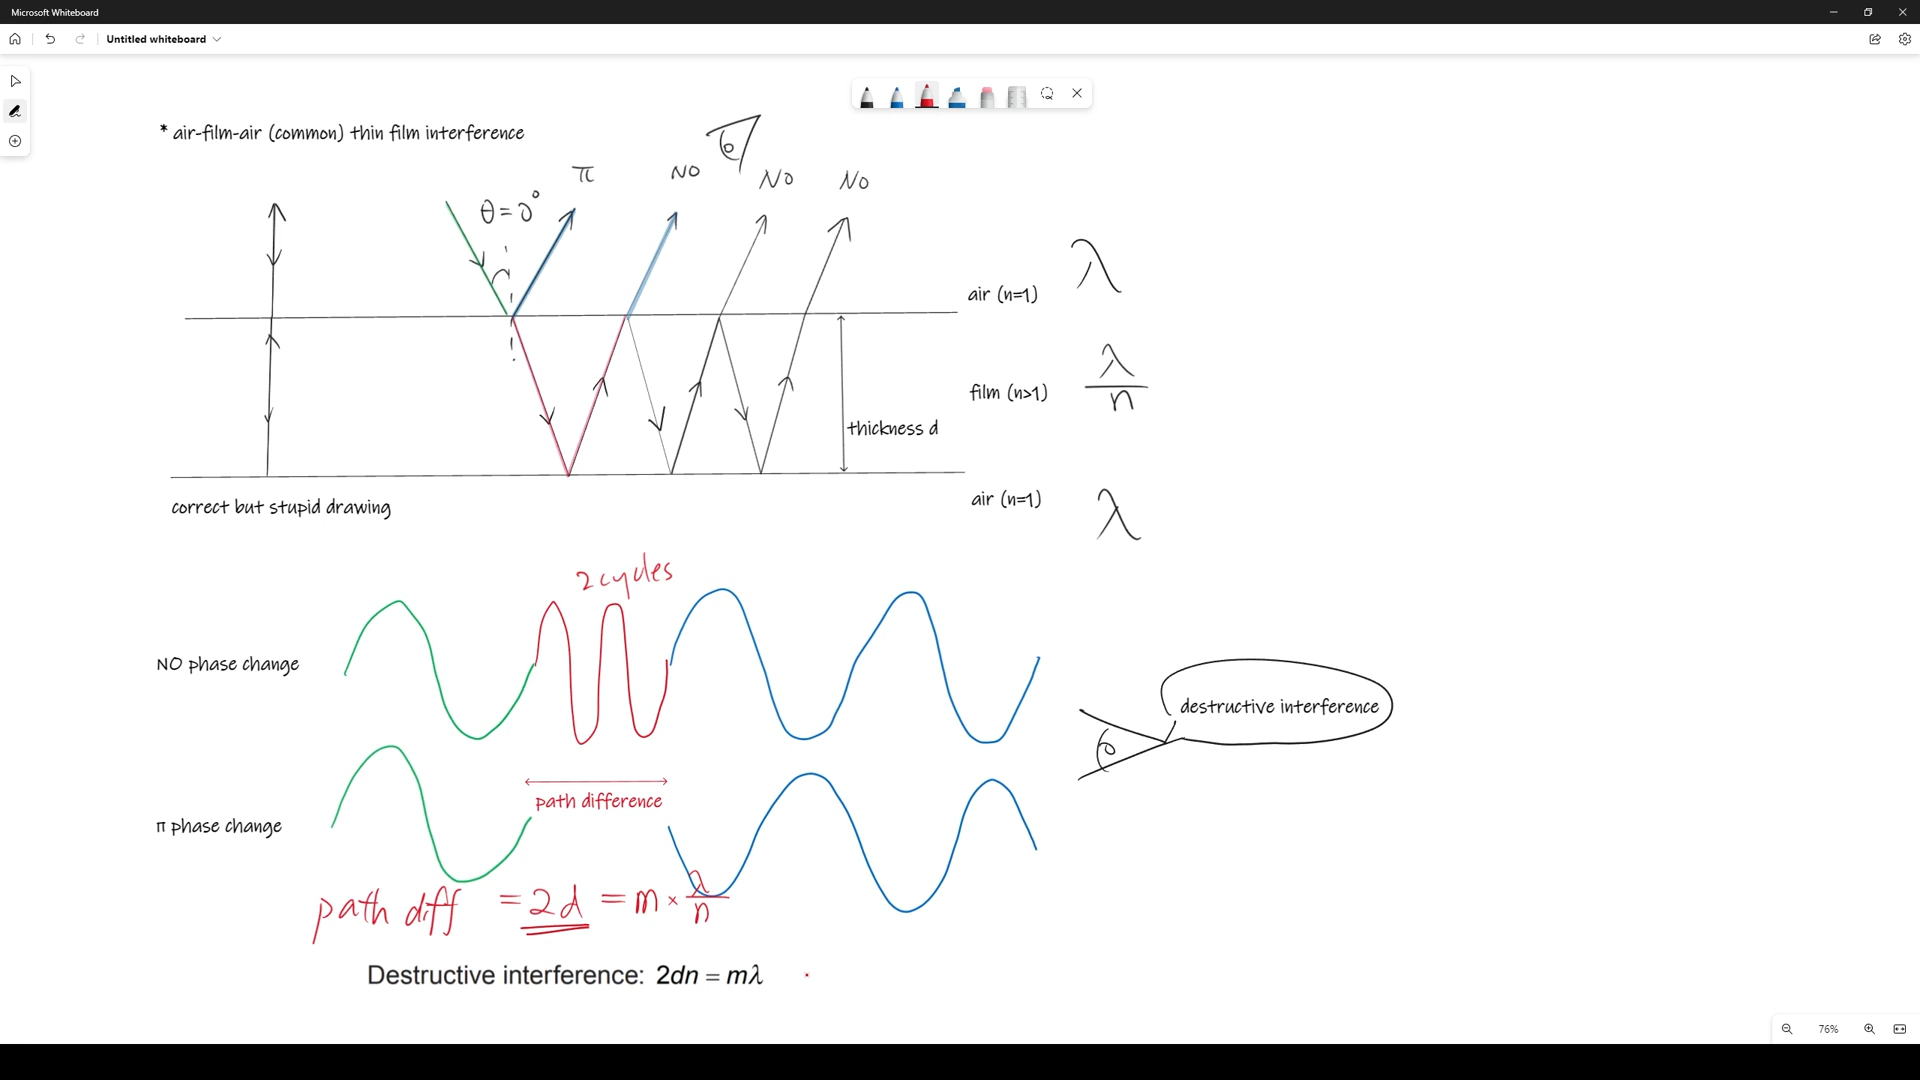 Microsoft Whiteboard
Untitled whiteboard
* air-film-air (common) thin film interference
π NO NO NO
θ = 0°
λ
air (n=1)
λ
film (n>1)
n
thickness d
air (n=1)
λ
correct but stupid drawing
2 cycles
NO phase change
destructive interference
path difference
π phase change
path diff = 2d = m × λ/n
Destructive interference: 2dn = mλ
76%